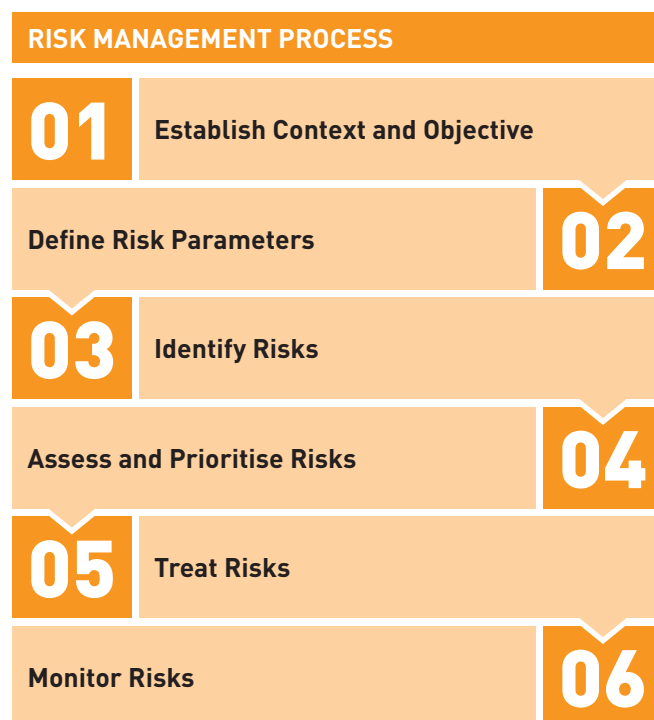 RISK MANAGEMENT PROCESS
01
Establish Context and Objective
Define Risk Parameters
02
03
Identify Risks
Assess and Prioritise Risks
04
05
Treat Risks
Monitor Risks
06